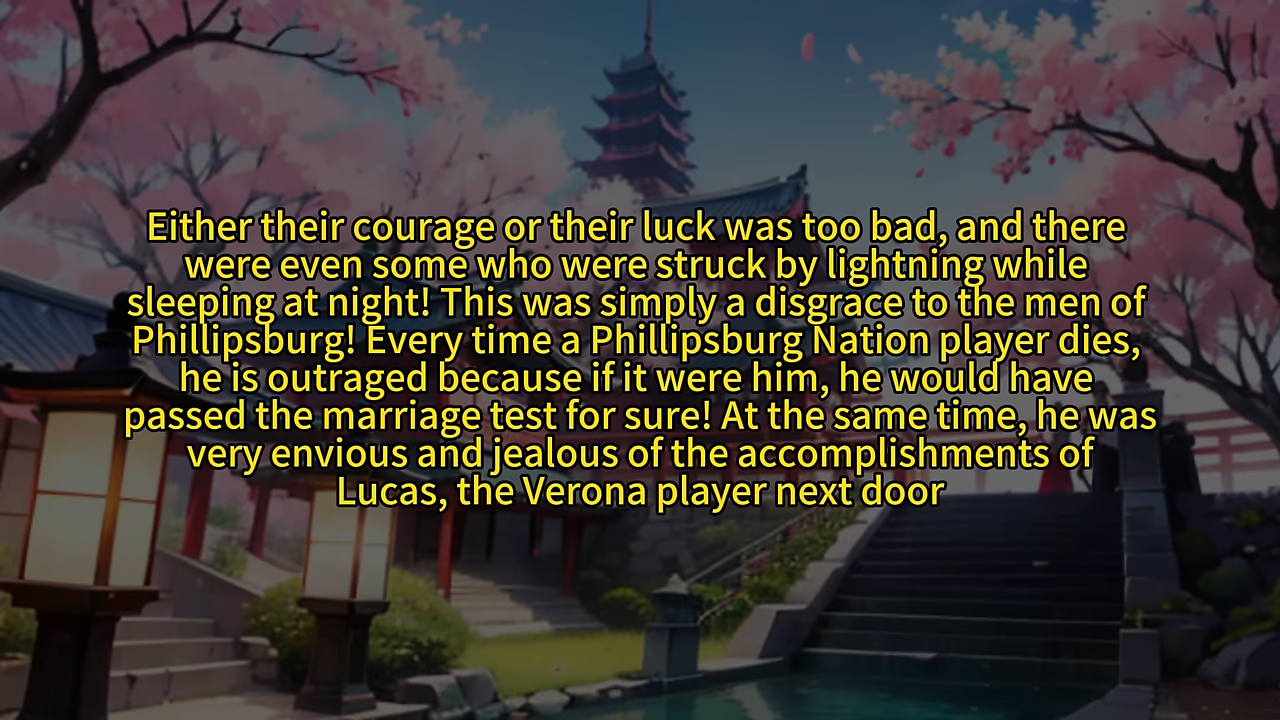 Either their courage or their luck was too bad, and there
were even some who were struck by lightning while
sleeping at night! This was simply a disgrace to the men of
Phillipsburg! Every time a Phillipsburg Nation player dies,
he is outraged because if it were him, he would have
passed the marriage test for sure! At the same time, he was
very envious and jealous of the accomplishments of
Lucas, the Verona player next door